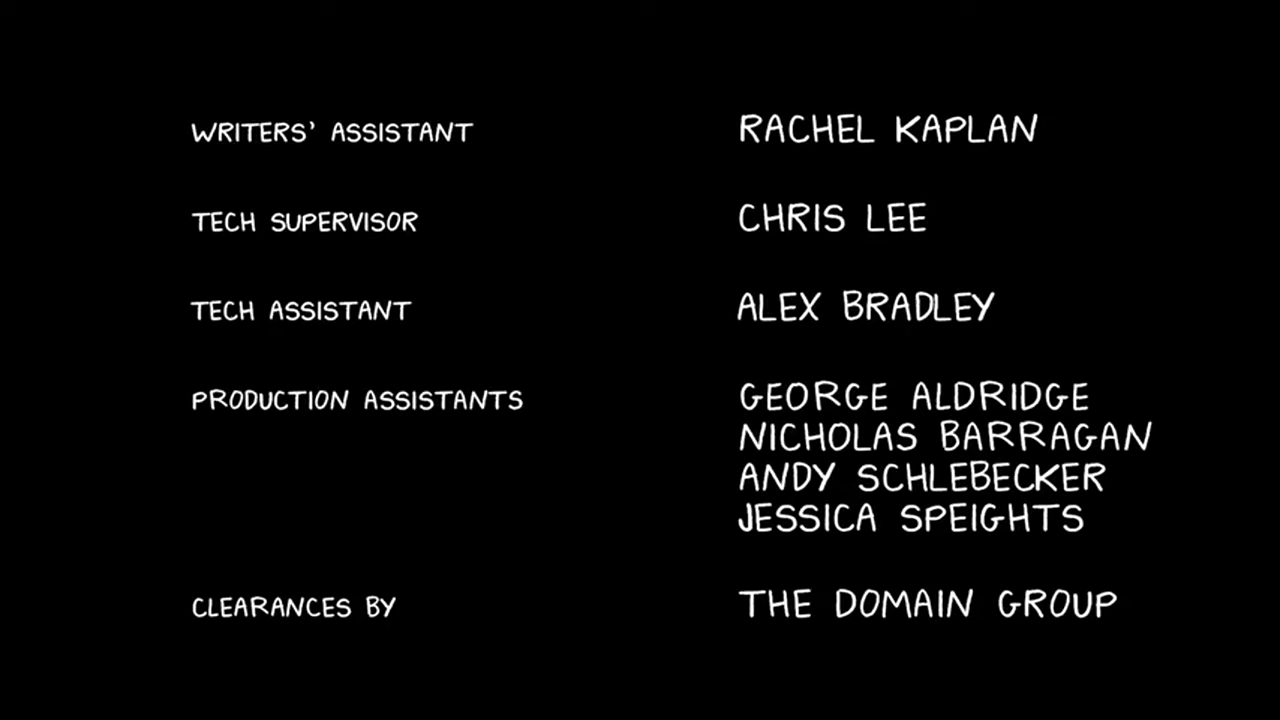 WRITERS' ASSISTANT RACHEL KAPLAN
TECH SUPERVISOR CHRIS LEE
TECH ASSISTANT ALEX BRADLEY
PRODUCTION ASSISTANTS GEORGE ALDRIDGE
NICHOLAS BARRAGAN
ANDY SCHLEBECKER
JESSICA SPEIGHTS
CLEARANCES BY THE DOMAIN GROUP